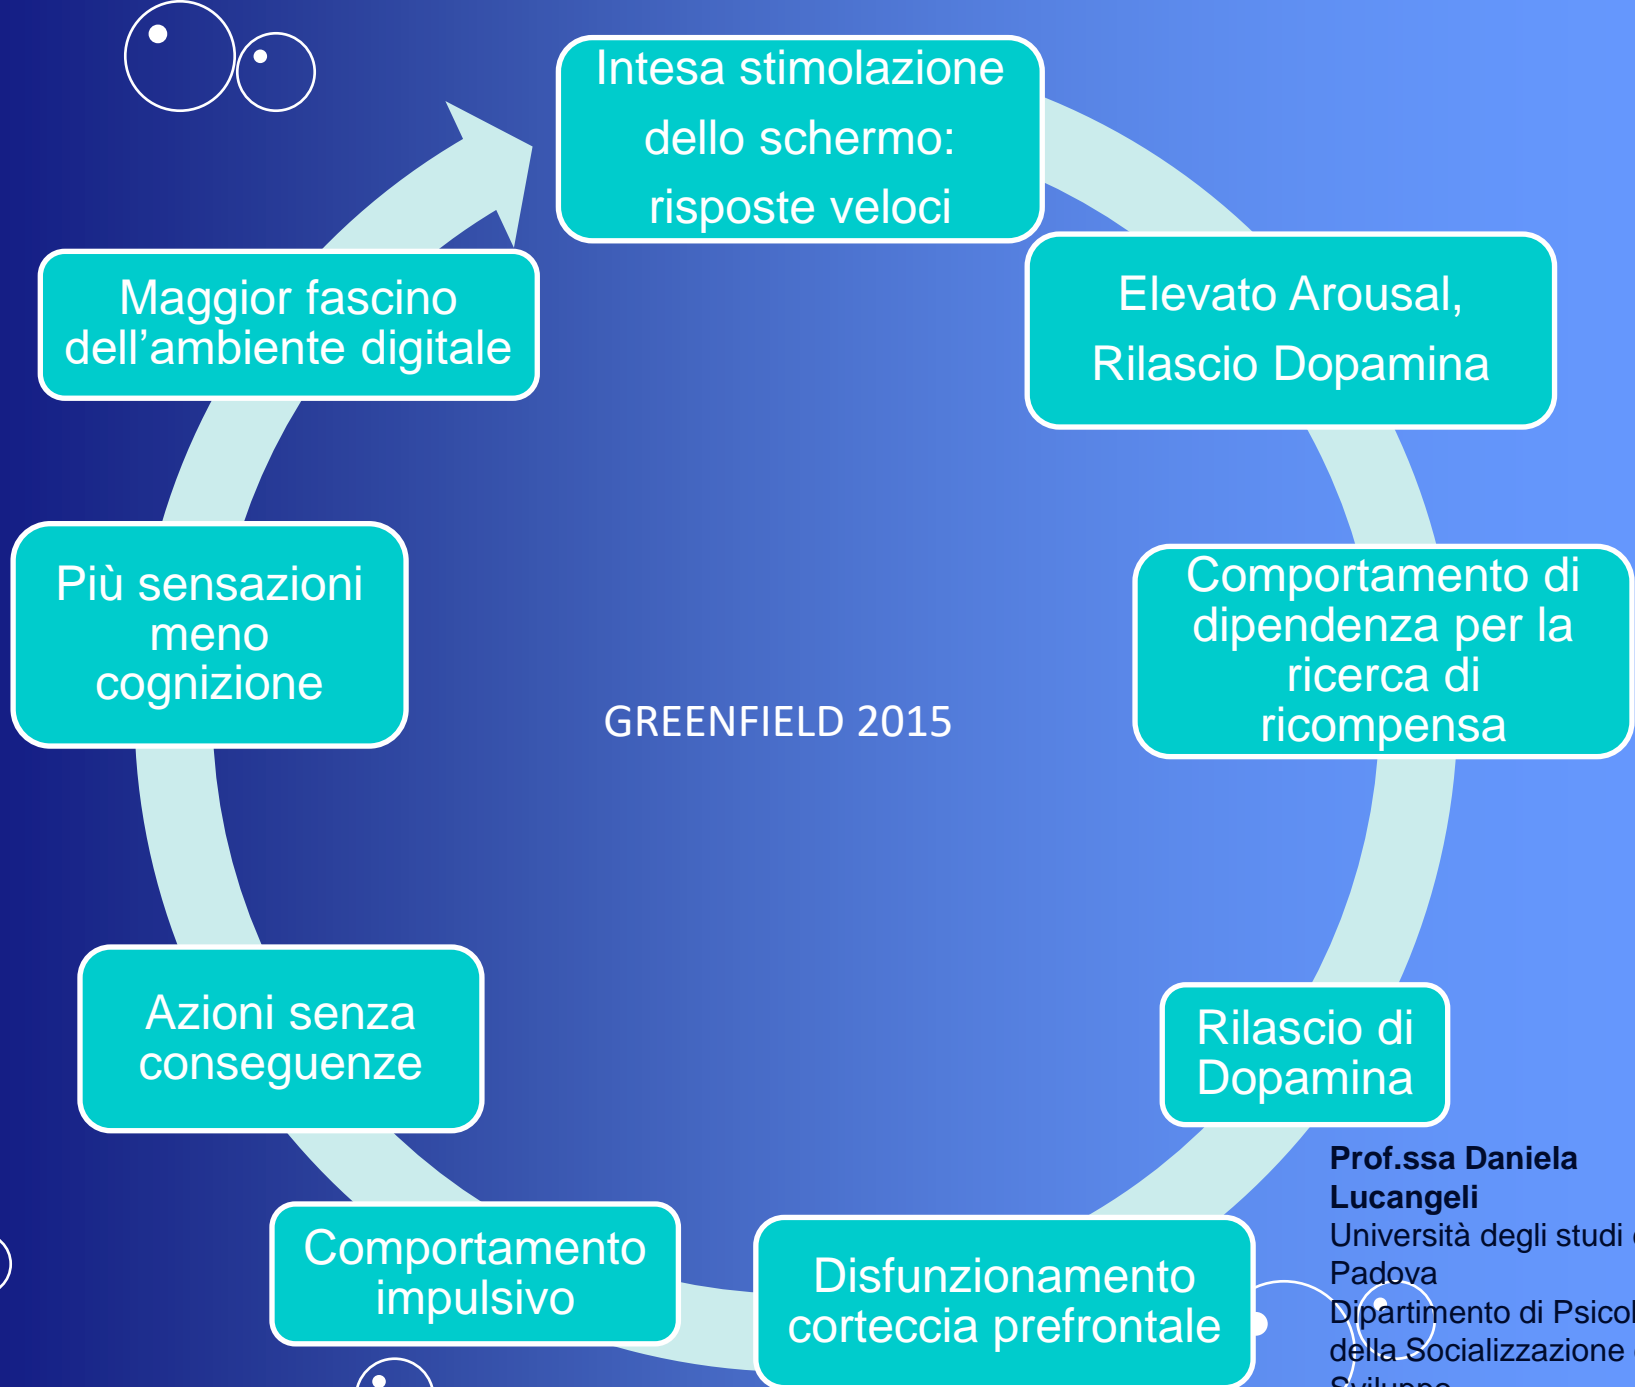 Intesa stimolazione
dello schermo:
risposte veloci
Elevato Arousal,
Rilascio Dopamina
Comportamento di
dipendenza per la
ricerca di
ricompensa
Rilascio di
Dopamina
Disfunzionamento
corteccia prefrontale
Comportamento
impulsivo
Azioni senza
conseguenze
Più sensazioni
meno
cognizione
Maggior fascino
dell’ambiente digitale
GREENFIELD 2015
Prof.ssa Daniela
Lucangeli
Università degli studi
Padova
Dipartimento di
della Socializzazione
Sviluppo